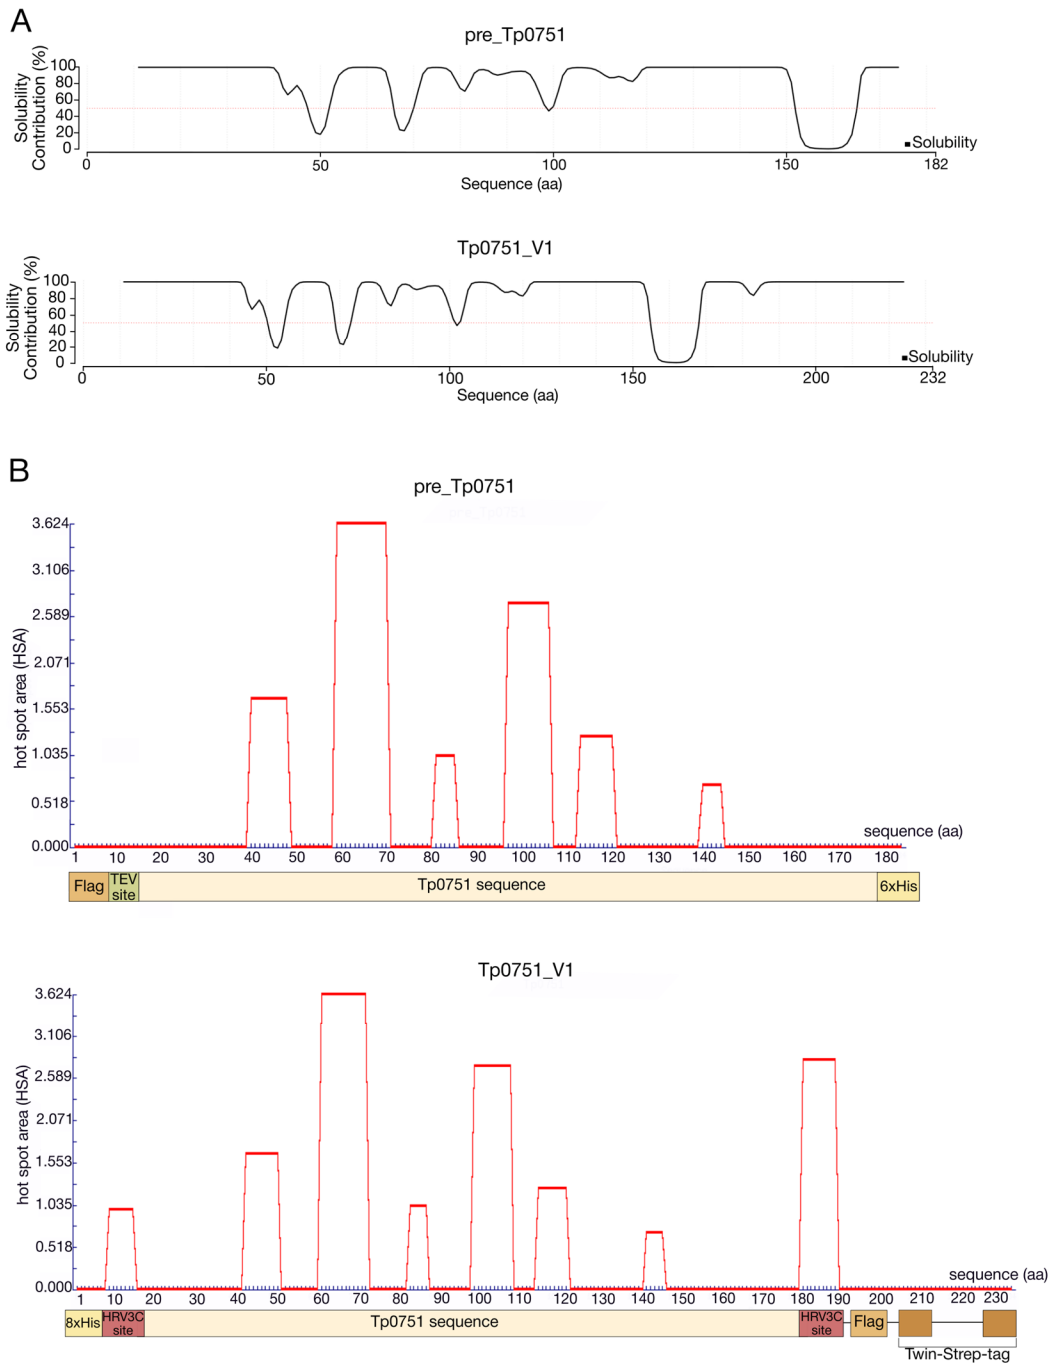 A
pre_Tp0751
Solubility
Contribution (%)
100
80
60
40
20
0
0 50 100 150 182
Sequence (aa)
Solubility
Tp0751_V1
Solubility
Contribution (%)
100
80
60
40
20
0
0 50 100 150 200 232
Sequence (aa)
Solubility
B
pre_Tp0751
hot spot area (HSA)
3.624
3.106
2.589
2.071
1.553
1.035
0.518
0.000
sequence (aa)
1 10 20 30 40 50 60 70 80 90 100 110 120 130 140 150 160 170 180
Flag TEV site Tp0751 sequence 6xHis
Tp0751_V1
hot spot area (HSA)
3.624
3.106
2.589
2.071
1.553
1.035
0.518
0.000
sequence (aa)
1 10 20 30 40 50 60 70 80 90 100 110 120 130 140 150 160 170 180 190 200 210 220 230
8xHis HRV3C site Tp0751 sequence HRV3C site Flag
Twin-Strep-tag